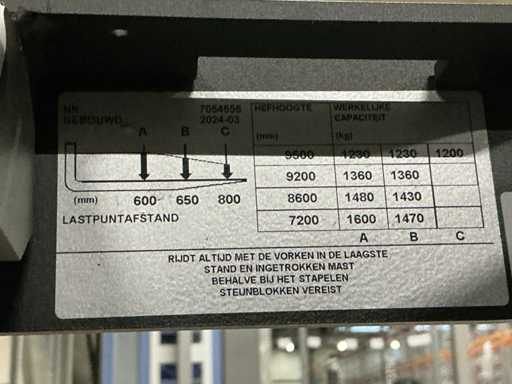 NR. 7054656
GEBOUWD 2024-03
A B C
(mm) 600 650 800
LASTPUNTAFSTAND
HEFHOOGTE WERKELIJKE
CAPACITEIT
(mm) (kg)
9500 1230 1230 1200
9200 1360 1360
8600 1480 1430
7200 1600 1470
A B C
RIJDT ALTIJD MET DE VORKEN IN DE LAAGSTE
STAND EN INGETROKKEN MAST
BEHALVE BIJ HET STAPELEN
STEUNBLOKKEN VEREIST